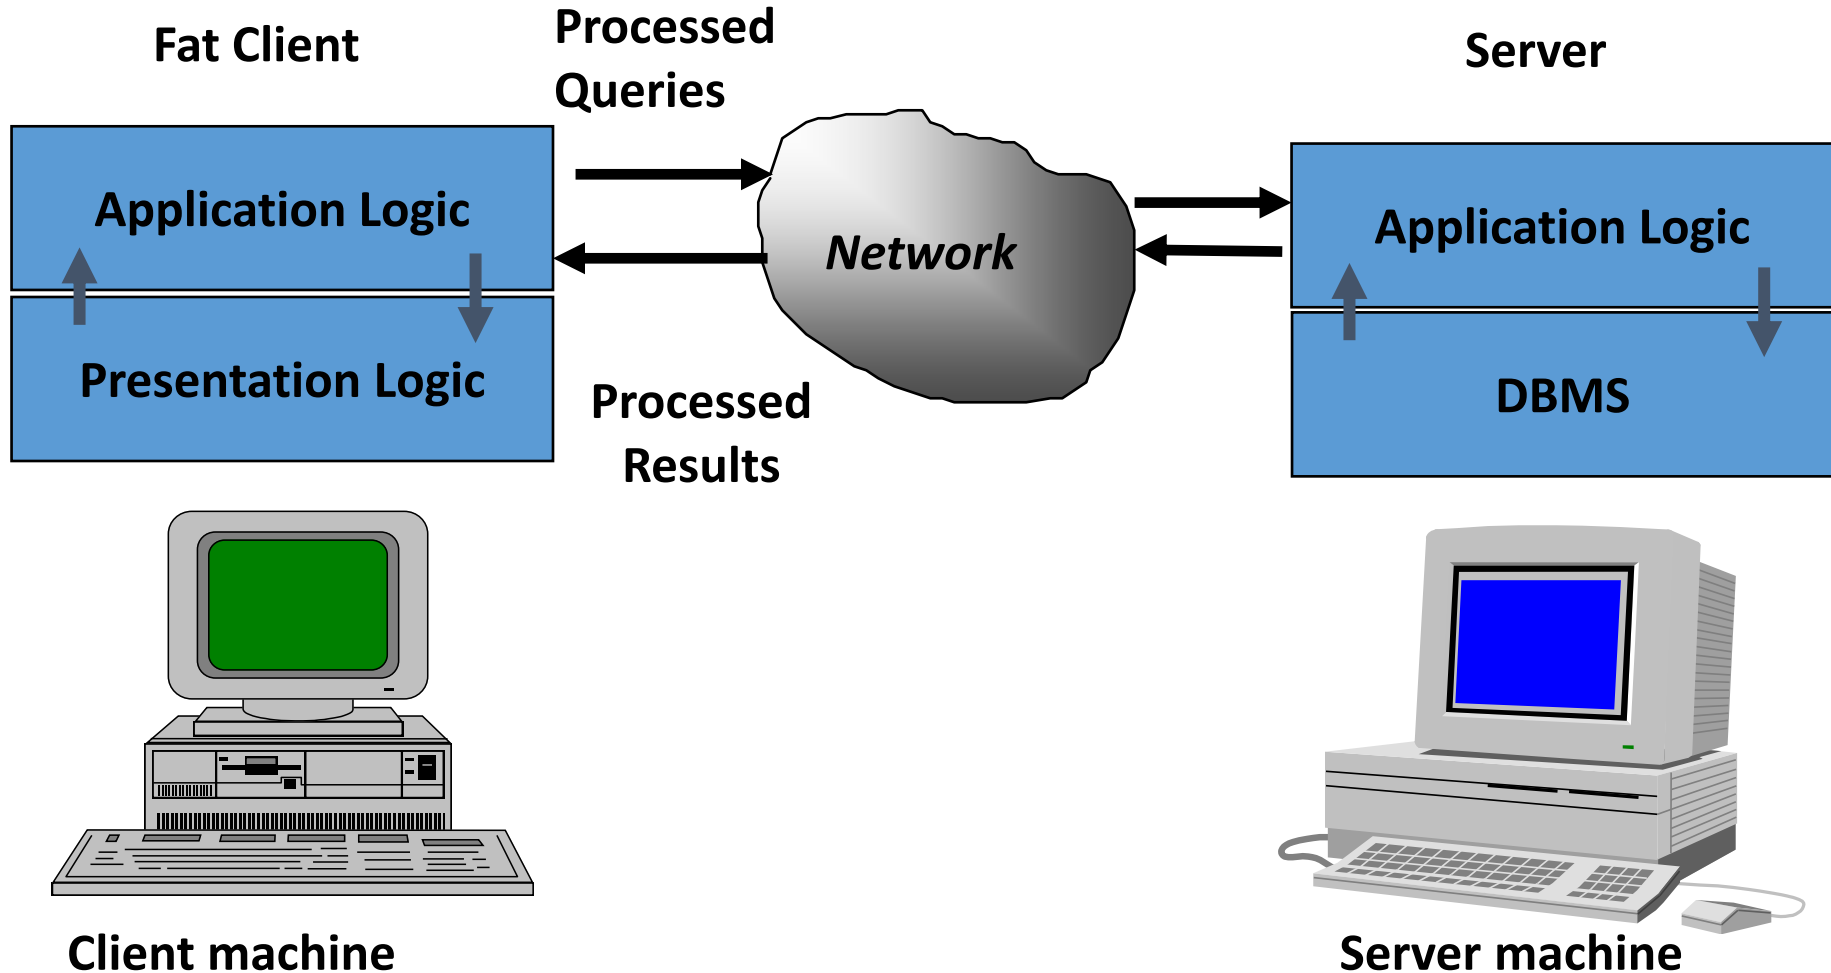 Fat Client
Processed
Queries
Server
Application Logic
Network
Application Logic
Presentation Logic
Processed
Results
DBMS
Client machine
Server machine